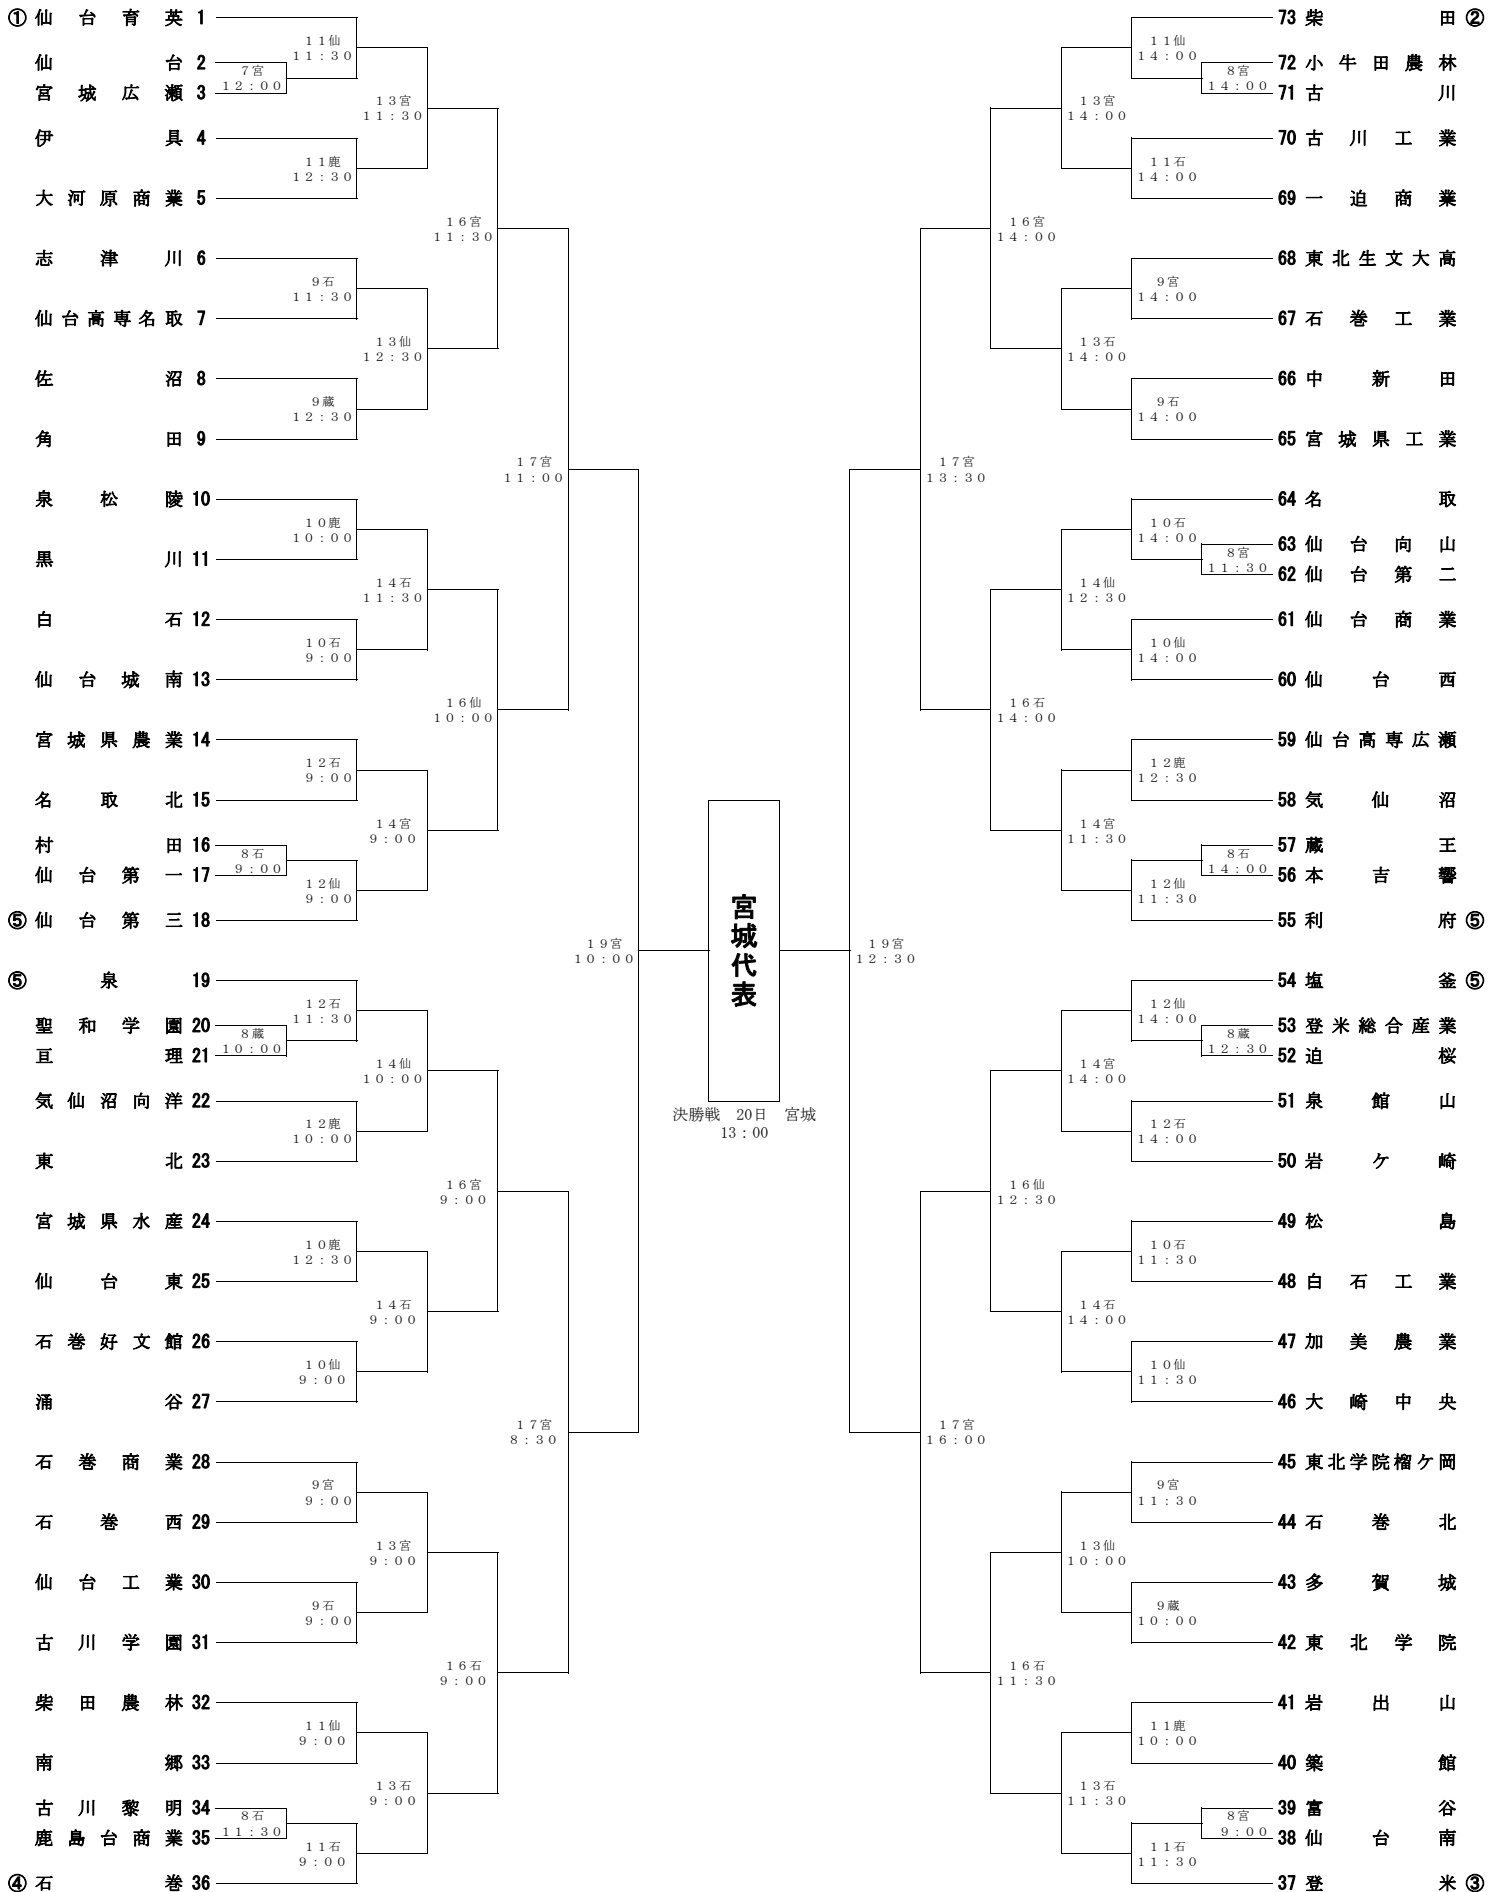 ① 仙台育英 1
11仙
11:30
仙台 2
7宮
12:00
宮城広瀬 3
13宮
11:30
伊具 4
11鹿
12:30
大河原商業 5
16宮
11:30
志津川 6
9石
11:30
仙台高専名取 7
13仙
12:30
佐沼 8
9蔵
12:30
角田 9
17宮
11:00
泉松陵 10
10鹿
10:00
黒川 11
14石
11:30
白石 12
10石
9:00
仙台城南 13
16仙
10:00
宮城県農業 14
12石
9:00
名取北 15
14宮
9:00
村田 16
8石
9:00
仙台第一 17
12仙
9:00
⑤ 仙台第三 18
19宮
10:00
⑤ 泉 19
12石
11:30
聖和学園 20
8蔵
10:00
亘理 21
14仙
10:00
気仙沼向洋 22
12鹿
10:00
東北 23
16宮
9:00
宮城県水産 24
10鹿
12:30
仙台東 25
14石
9:00
石巻好文館 26
10仙
9:00
涌谷 27
17宮
8:30
石巻商業 28
9宮
9:00
石巻西 29
13宮
9:00
仙台工業 30
9石
9:00
古川学園 31
16石
9:00
柴田農林 32
11仙
9:00
南郷 33
13石
9:00
古川黎明 34
8石
11:30
鹿島台商業 35
11石
9:00
④ 石巻 36
宮城代表
決勝戦 20日 宮城
13:00
73 柴田 ②
11仙
14:00
72 小牛田農林
8宮
14:00
71 古川
13宮
14:00
70 古川工業
11石
14:00
69 一迫商業
16宮
14:00
68 東北生文大高
9宮
14:00
67 石巻工業
13石
14:00
66 中新田
9石
14:00
65 宮城県工業
17宮
13:30
64 名取
10石
14:00
63 仙台向山
8宮
11:30
62 仙台第二
14仙
12:30
61 仙台商業
10仙
14:00
60 仙台西
16石
14:00
59 仙台高専広瀬
12鹿
12:30
58 気仙沼
14宮
11:30
57 蔵王
8石
14:00
56 本吉響
12仙
11:30
55 利府 ⑤
19宮
12:30
54 塩釜 ⑤
12仙
14:00
53 登米総合産業
8蔵
12:30
52 迫桜
14宮
14:00
51 泉館山
12石
14:00
50 岩ケ崎
16仙
12:30
49 松島
10石
11:30
48 白石工業
14石
14:00
47 加美農業
10仙
11:30
46 大崎中央
17宮
16:00
45 東北学院榴ケ岡
9宮
11:30
44 石巻北
13仙
10:00
43 多賀城
9蔵
10:00
42 東北学院
16石
11:30
41 岩出山
11鹿
10:00
40 築館
13石
11:30
39 富谷
8宮
9:00
38 仙台南
11石
11:30
37 登米 ③